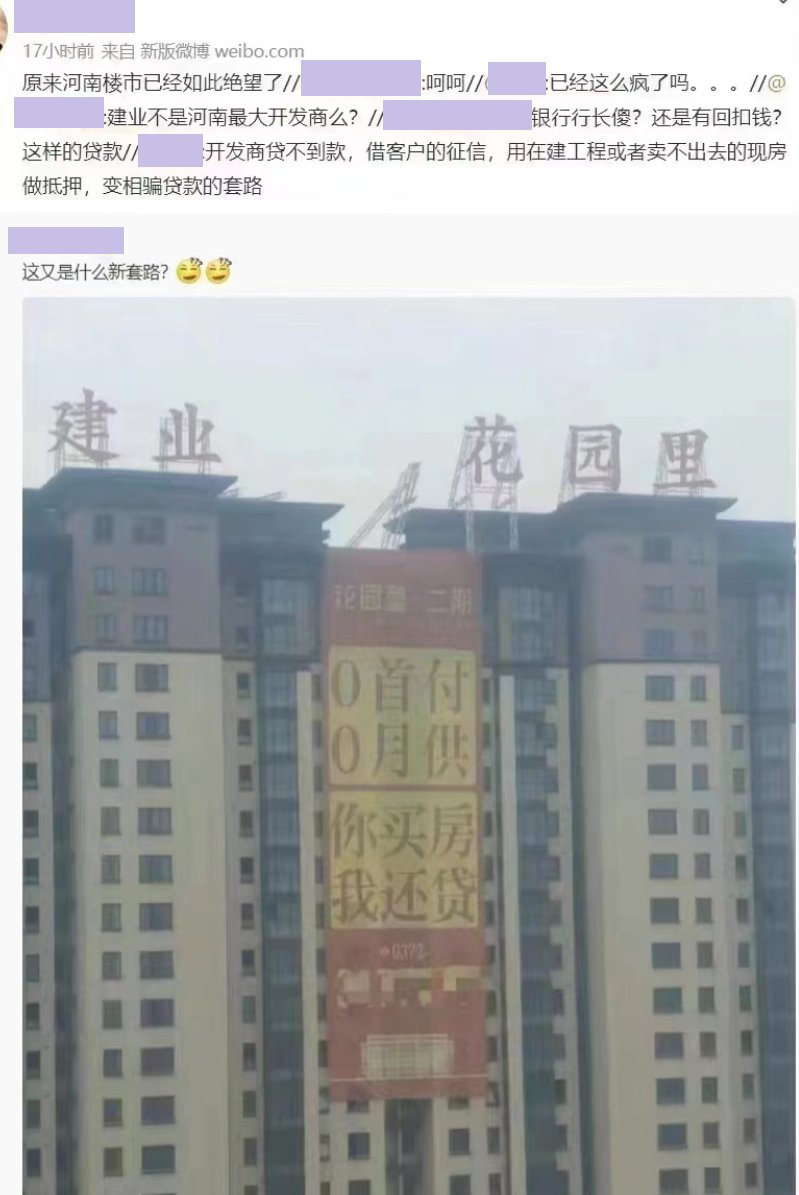 17小时前 来自 新版微博 weibo.com
原来河南楼市已经如此绝望了//:呵呵//@:已经这么疯了吗。。。//@
:建业不是河南最大开发商么？//银行行长傻？还是有回扣钱？
这样的贷款//:开发商贷不到款，借客户的征信，用在建工程或者卖不出去的现房
做抵押，变相骗贷款的套路
这又是什么新套路？
建业 花园里
花园里 二期
0首付
0月供
你买房
我还贷
0372-